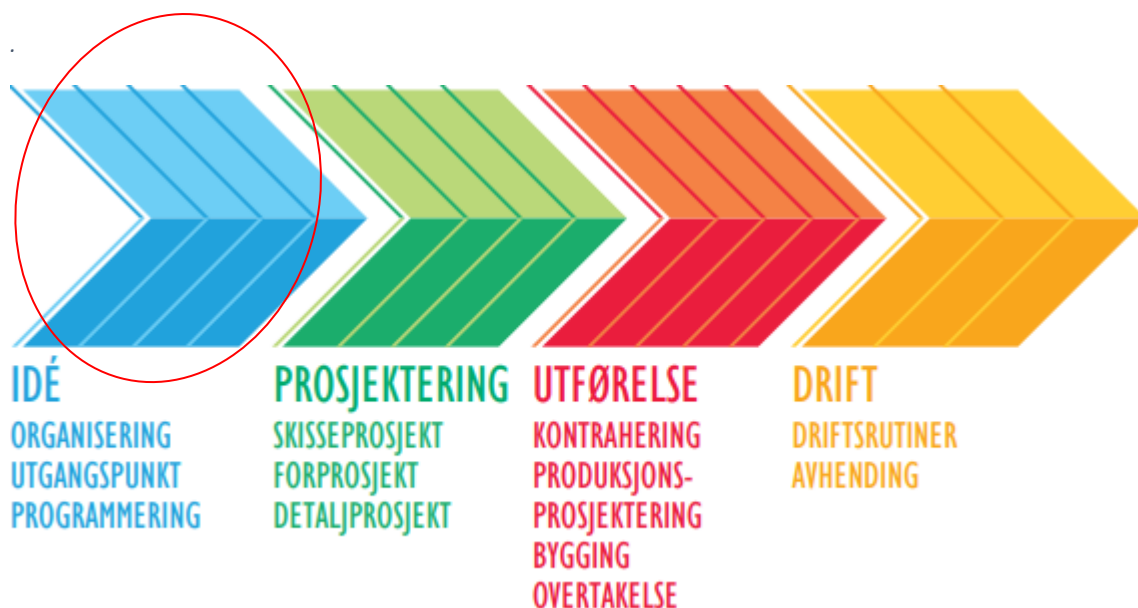 .
IDÉ
ORGANISERING
UTGANGSPUNKT
PROGRAMMERING
PROSJEKTERING
SKISSEPROSJEKT
FORPROSJEKT
DETALJPROSJEKT
UTFØRELSE
KONTRAHERING
PRODUKSJONS-
PROSJEKTERING
BYGGING
OVERTAKELSE
DRIFT
DRIFTSRUTINER
AVHENDING